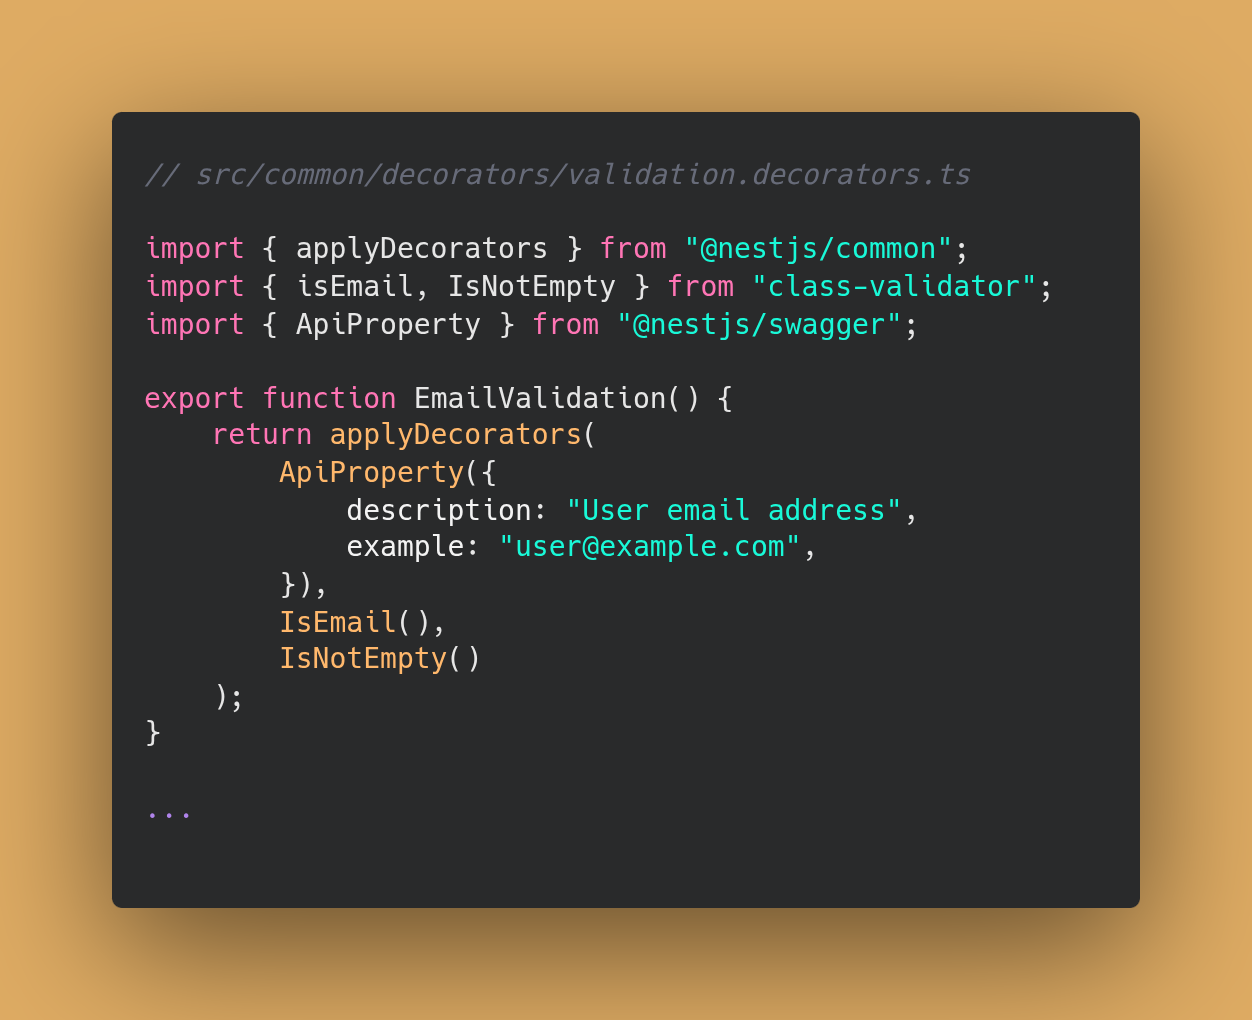 // src/common/decorators/validation.decorators.ts

import { applyDecorators } from "@nestjs/common";
import { isEmail, IsNotEmpty } from "class-validator";
import { ApiProperty } from "@nestjs/swagger";

export function EmailValidation() {
    return applyDecorators(
        ApiProperty({
            description: "User email address",
            example: "user@example.com",
        }),
        IsEmail(),
        IsNotEmpty()
    );
}

...